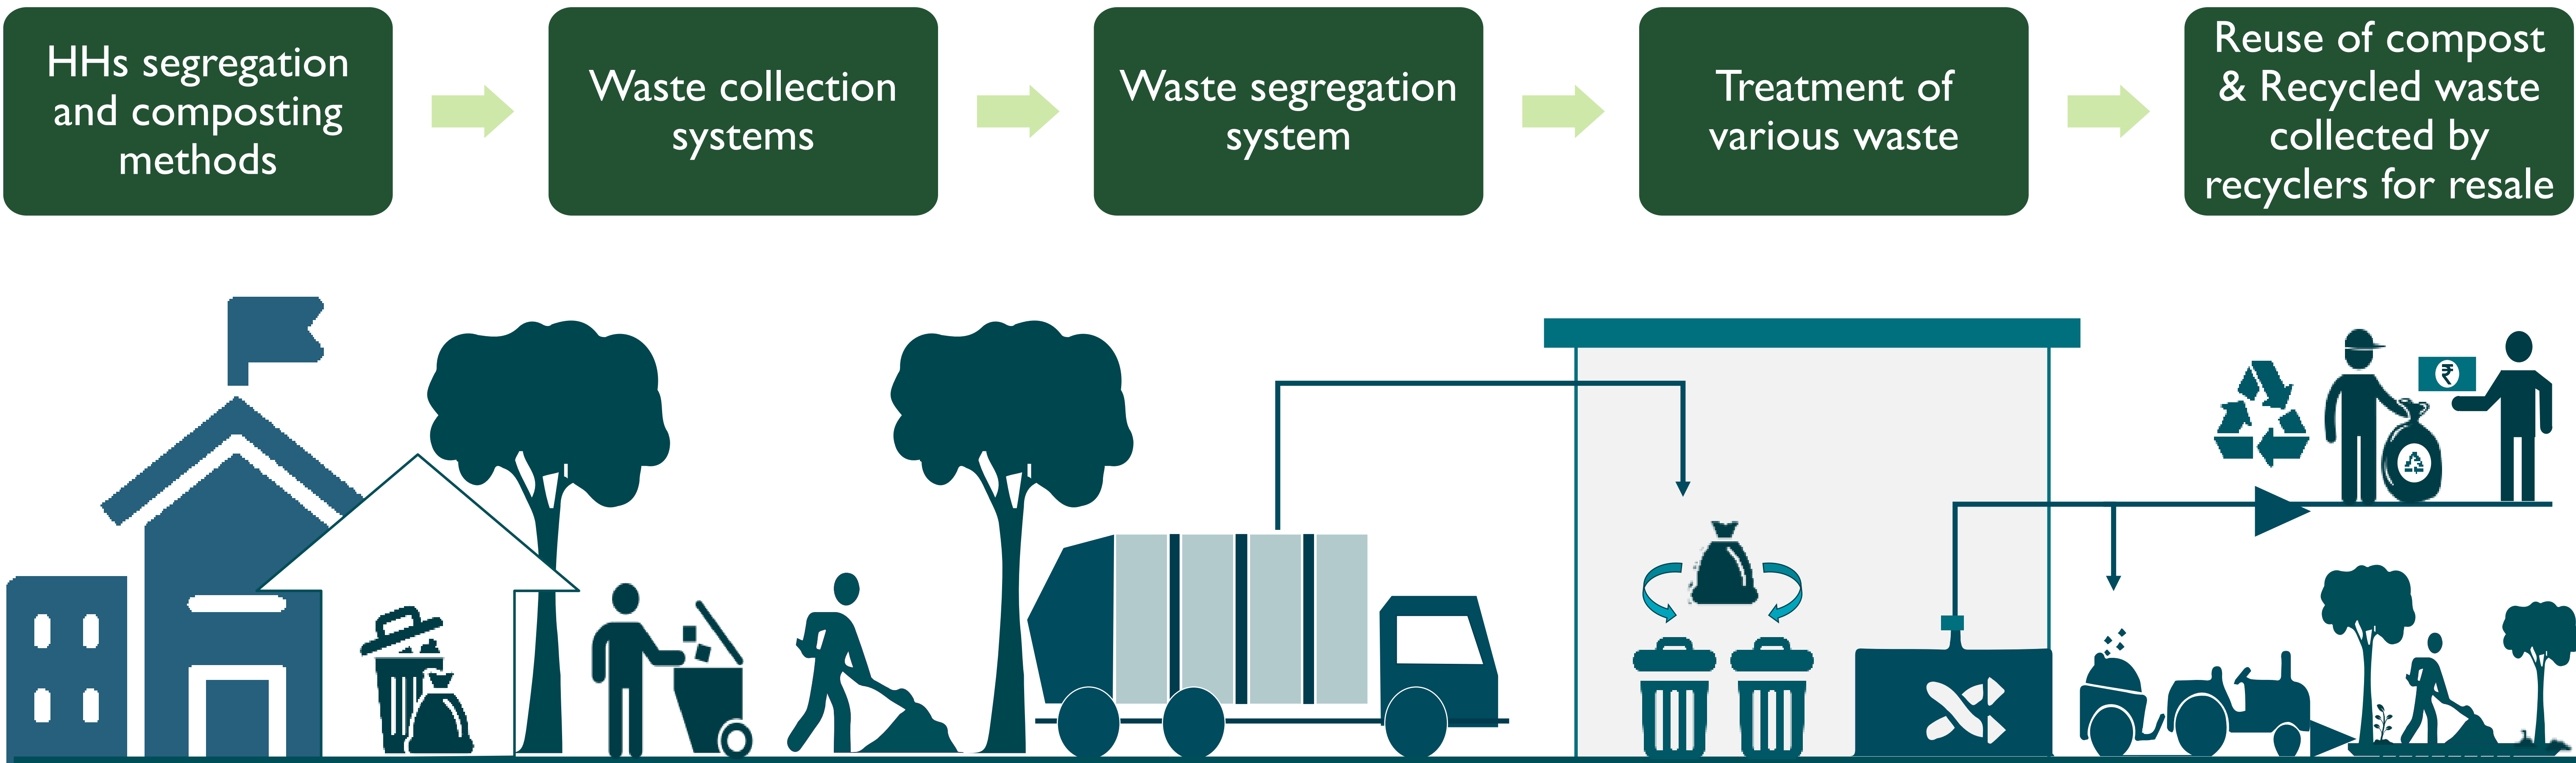 HHs segregation
and composting
methods
Waste collection
systems
Waste segregation
system
Treatment of
various waste
Reuse of compost
& Recycled waste
collected by
recyclers for resale
₹